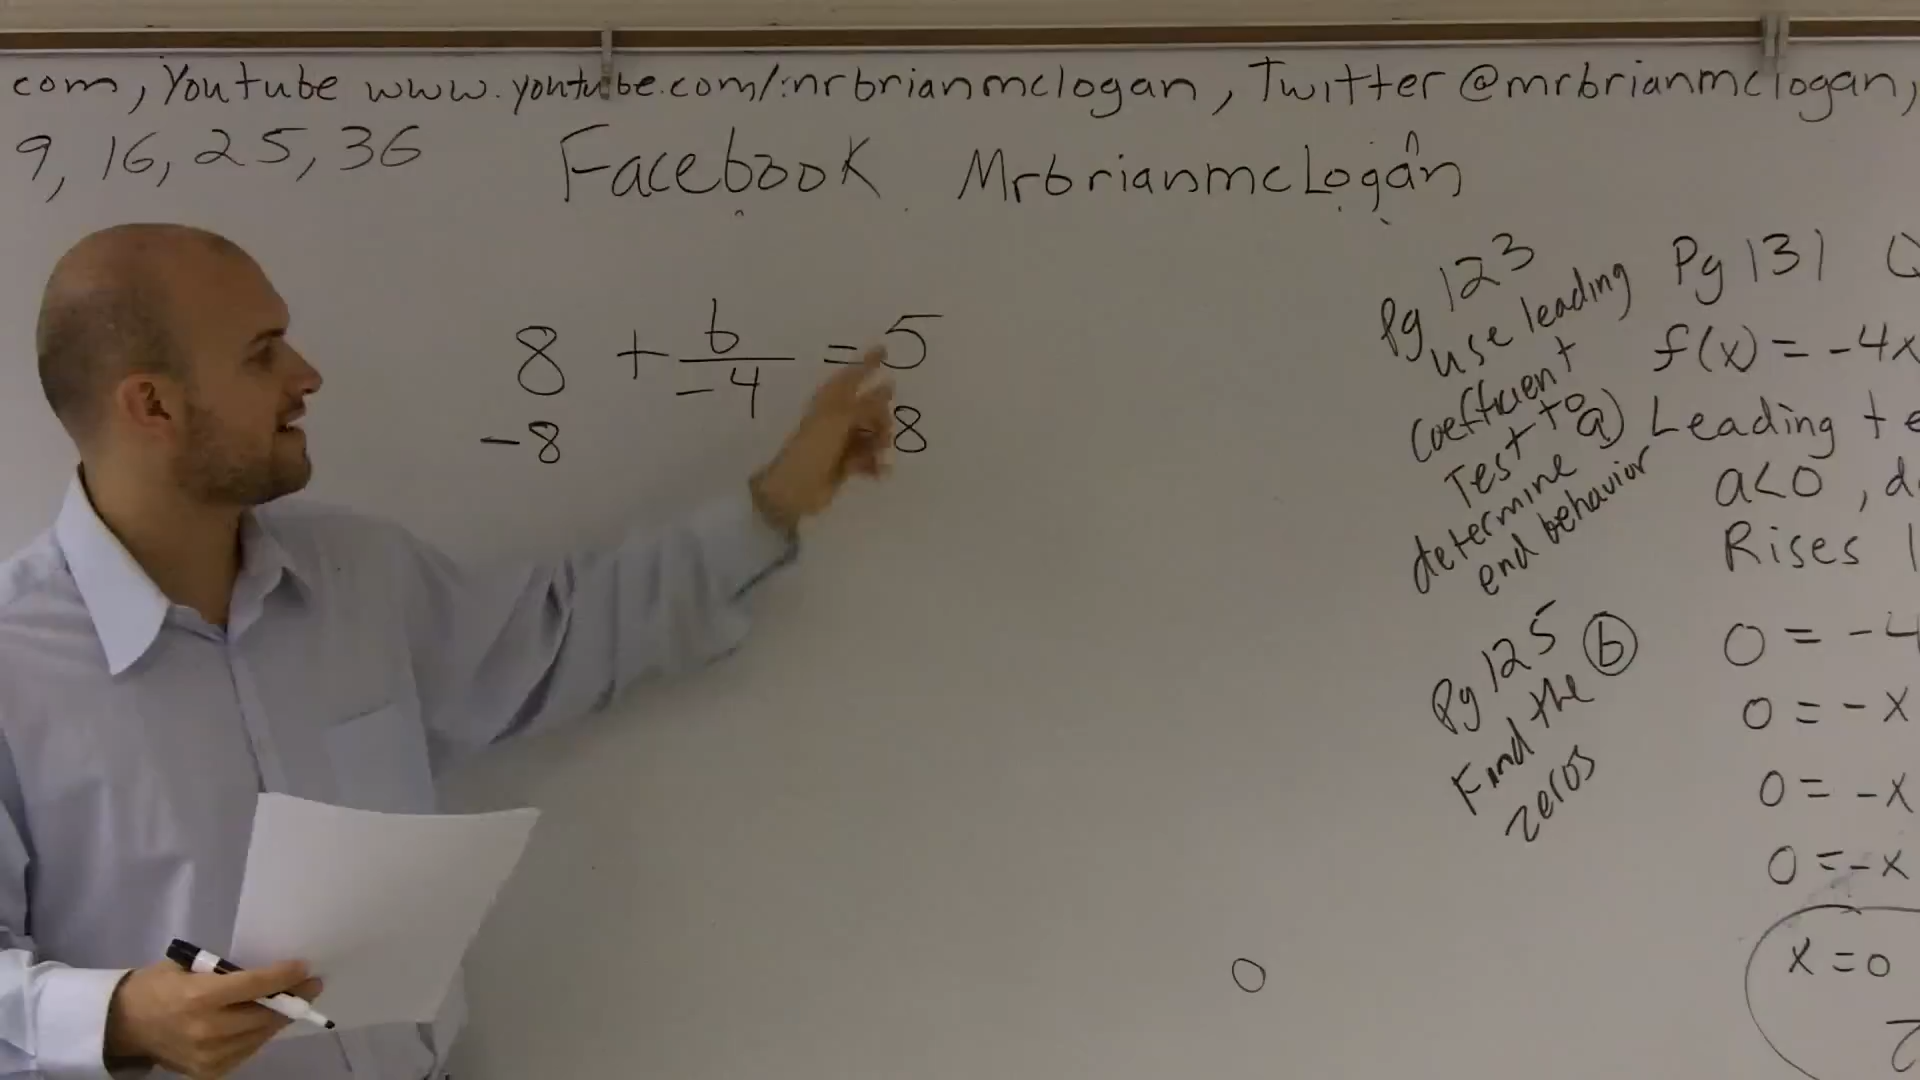 com, Youtube www.youtube.com/mrbrianmclogan, Twitter @mrbrianmclogan,
9, 16, 25, 36
Facebook MrbrianmcLogan
8 + b/-4 = 5
-8 -8
Pg 123
use leading
coefficient
Test to
determine
end behavior
Pg 125
Find the
zeros
Pg 131
f(x) = -4x
a) Leading +
a<0, d
Rises
b 0 = -4
0 = -x
0 = -x
0 = -x
x = 0
0